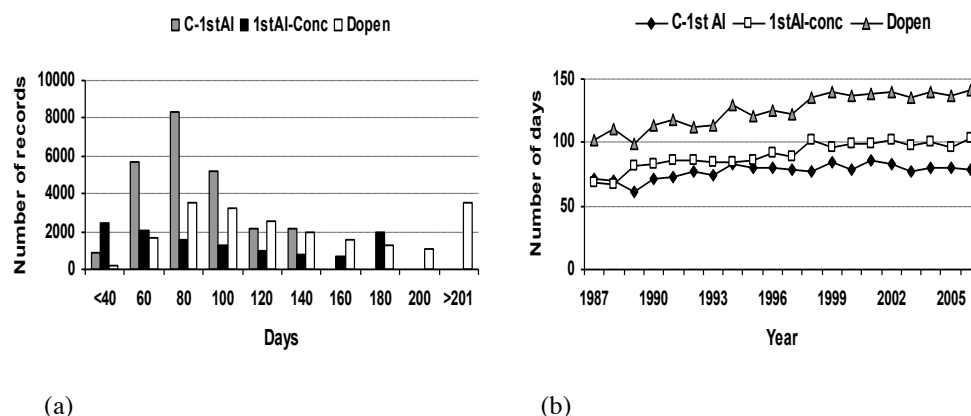 C-1stAI 1stAI-Conc Dopen
Number of records
10000
8000
6000
4000
2000
0
<40 60 80 100 120 140 160 180 200 >201
Days
(a)
C-1st AI 1stAI-conc Dopen
Number of days
150
100
50
0
1987 1990 1993 1996 1999 2002 2005
Year
(b)